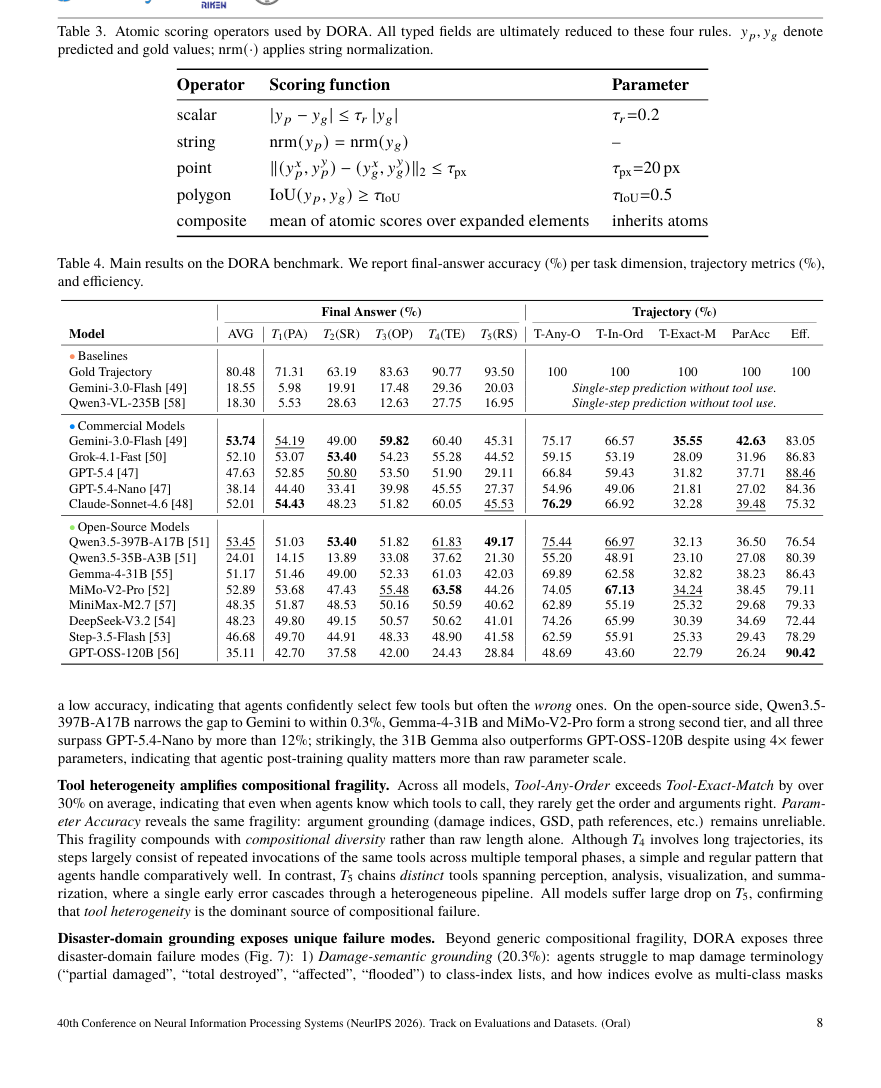 RIKEN
Table 3. Atomic scoring operators used by DORA. All typed fields are ultimately reduced to these four rules. y_p, y_g denote
predicted and gold values; nrm(·) applies string normalization.
Operator Scoring function Parameter
scalar |y_p − y_g| ≤ τ_r |y_g| τ_r=0.2
string nrm(y_p) = nrm(y_g) –
point ∥(y_p^x, y_p^y) − (y_g^x, y_g^y)∥_2 ≤ τ_px τ_px=20 px
polygon IoU(y_p, y_g) ≥ τ_IoU τ_IoU=0.5
composite mean of atomic scores over expanded elements inherits atoms
Table 4. Main results on the DORA benchmark. We report final-answer accuracy (%) per task dimension, trajectory metrics (%),
and efficiency.
Final Answer (%) Trajectory (%)
Model AVG T_1(PA) T_2(SR) T_3(OP) T_4(TE) T_5(RS) T-Any-O T-In-Ord T-Exact-M ParAcc Eff.
• Baselines
Gold Trajectory 80.48 71.31 63.19 83.63 90.77 93.50 100 100 100 100 100
Gemini-3.0-Flash [49] 18.55 5.98 19.91 17.48 29.36 20.03 Single-step prediction without tool use.
Qwen3-VL-235B [58] 18.30 5.53 28.63 12.63 27.75 16.95 Single-step prediction without tool use.
• Commercial Models
Gemini-3.0-Flash [49] 53.74 54.19 49.00 59.82 60.40 45.31 75.17 66.57 35.55 42.63 83.05
Grok-4.1-Fast [50] 52.10 53.07 53.40 54.23 55.28 44.52 59.15 53.19 28.09 31.96 86.83
GPT-5.4 [47] 47.63 52.85 50.80 53.50 51.90 29.11 66.84 59.43 31.82 37.71 88.46
GPT-5.4-Nano [47] 38.14 44.40 33.41 39.98 45.55 27.37 54.96 49.06 21.81 27.02 84.36
Claude-Sonnet-4.6 [48] 52.01 54.43 48.23 51.82 60.05 45.53 76.29 66.92 32.28 39.48 75.32
• Open-Source Models
Qwen3.5-397B-A17B [51] 53.45 51.03 53.40 51.82 61.83 49.17 75.44 66.97 32.13 36.50 76.54
Qwen3.5-35B-A3B [51] 24.01 14.15 13.89 33.08 37.62 21.30 55.20 48.91 23.10 27.08 80.39
Gemma-4-31B [55] 51.17 51.46 49.00 52.33 61.03 42.03 69.89 62.58 32.82 38.23 86.43
MiMo-V2-Pro [52] 52.89 53.68 47.43 55.48 63.58 44.26 74.05 67.13 34.24 38.45 79.11
MiniMax-M2.7 [57] 48.35 51.87 48.53 50.16 50.59 40.62 62.89 55.19 25.32 29.68 79.33
DeepSeek-V3.2 [54] 48.23 49.80 49.15 50.57 50.62 41.01 74.26 65.99 30.39 34.69 72.44
Step-3.5-Flash [53] 46.68 49.70 44.91 48.33 48.90 41.58 62.59 55.91 25.33 29.43 78.29
GPT-OSS-120B [56] 35.11 42.70 37.58 42.00 24.43 28.84 48.69 43.60 22.79 26.24 90.42
a low accuracy, indicating that agents confidently select few tools but often the wrong ones. On the open-source side, Qwen3.5-
397B-A17B narrows the gap to Gemini to within 0.3%, Gemma-4-31B and MiMo-V2-Pro form a strong second tier, and all three
surpass GPT-5.4-Nano by more than 12%; strikingly, the 31B Gemma also outperforms GPT-OSS-120B despite using 4× fewer
parameters, indicating that agentic post-training quality matters more than raw parameter scale.
Tool heterogeneity amplifies compositional fragility. Across all models, Tool-Any-Order exceeds Tool-Exact-Match by over
30% on average, indicating that even when agents know which tools to call, they rarely get the order and arguments right. Param-
eter Accuracy reveals the same fragility: argument grounding (damage indices, GSD, path references, etc.) remains unreliable.
This fragility compounds with compositional diversity rather than raw length alone. Although T_4 involves long trajectories, its
steps largely consist of repeated invocations of the same tools across multiple temporal phases, a simple and regular pattern that
agents handle comparatively well. In contrast, T_5 chains distinct tools spanning perception, analysis, visualization, and summa-
rization, where a single early error cascades through a heterogeneous pipeline. All models suffer large drop on T_5, confirming
that tool heterogeneity is the dominant source of compositional failure.
Disaster-domain grounding exposes unique failure modes. Beyond generic compositional fragility, DORA exposes three
disaster-domain failure modes (Fig. 7): 1) Damage-semantic grounding (20.3%): agents struggle to map damage terminology
(“partial damaged”, “total destroyed”, “affected”, “flooded”) to class-index lists, and how indices evolve as multi-class masks
40th Conference on Neural Information Processing Systems (NeurIPS 2026). Track on Evaluations and Datasets. (Oral) 8